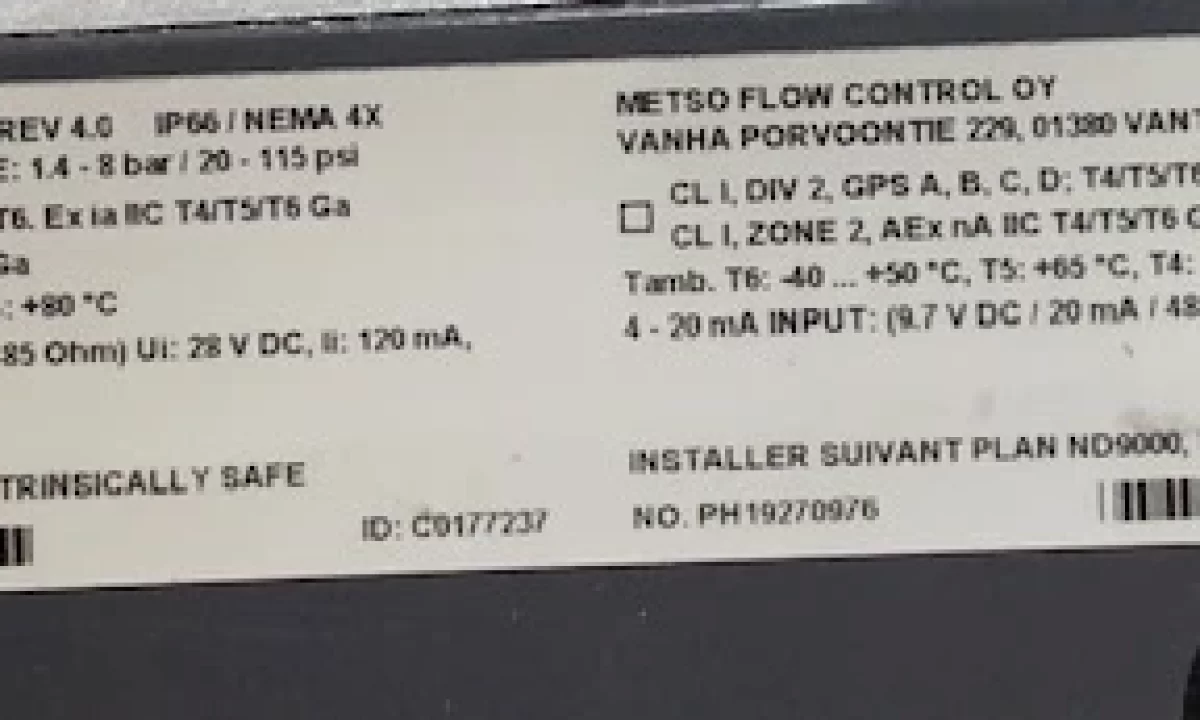 REV 4.0 IP66 / NEMA 4X
E: 1.4 - 8 bar / 20 - 115 psi
T6, Ex ia IIC T4/T5/T6 Ga
Ga
.: +80 °C
85 Ohm) Ui: 28 V DC, Ii: 120 mA,
TRINSICALLY SAFE
ID: C0177237
METSO FLOW CONTROL OY
VANHA PORVOONTIE 229, 01380 VANT
CL I, DIV 2, GPS A, B, C, D; T4/T5/T6
CL I, ZONE 2, AEx nA IIC T4/T5/T6 G
Tamb. T6: -40 ... +50 °C, T5: +65 °C, T4:
4 - 20 mA INPUT: (9.7 V DC / 20 mA / 48
INSTALLER SUIVANT PLAN ND9000,
NO. PH19270976